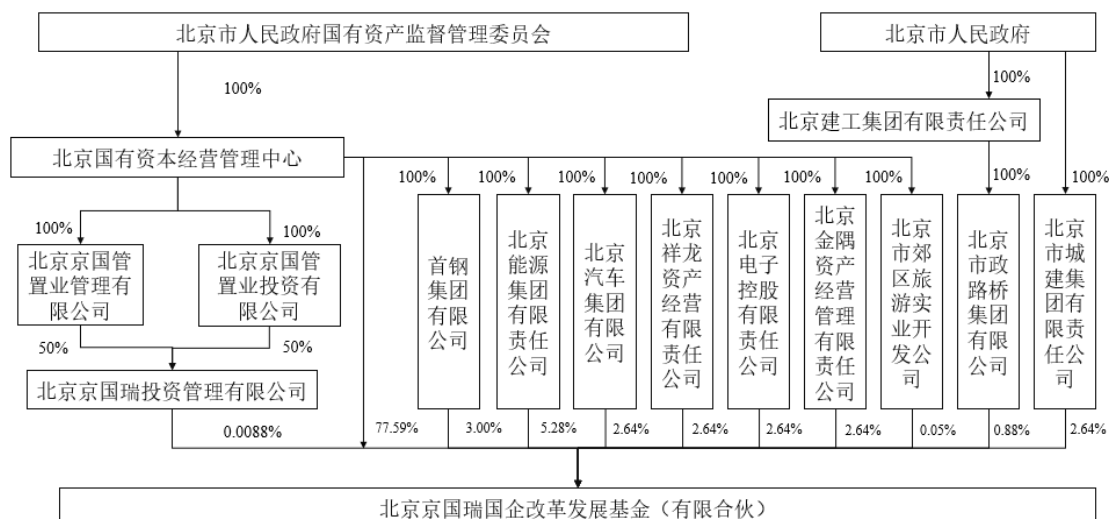 北京市人民政府国有资产监督管理委员会
北京市人民政府
100%
100%
北京建工集团有限责任公司
北京国有资本经营管理中心
100%
100%
100%
100%
100%
100%
100%
100%
100%
100%
100%
100%
北京京国管
置业管理有
限公司
北京京国管
置业投资有
限公司
首钢
集团
有限
公司
北京
能源
集团
有限
责任
公司
北京
汽车
集团
有限
公司
北京
祥龙
资产
经营
有限
责任
公司
北京
电子
控股
有限
责任
公司
北京
金隅
资产
经营
管理
有限
责任
公司
北京
市郊
区旅
游实
业开
发公
司
北京
市政
路桥
集团
有限
公司
北京
市城
建集
团有
限责
任公
司
50%
50%
北京京国瑞投资管理有限公司
0.0088%
77.59%
3.00%
5.28%
2.64%
2.64%
2.64%
2.64%
0.05%
0.88%
2.64%
北京京国瑞国企改革发展基金（有限合伙）